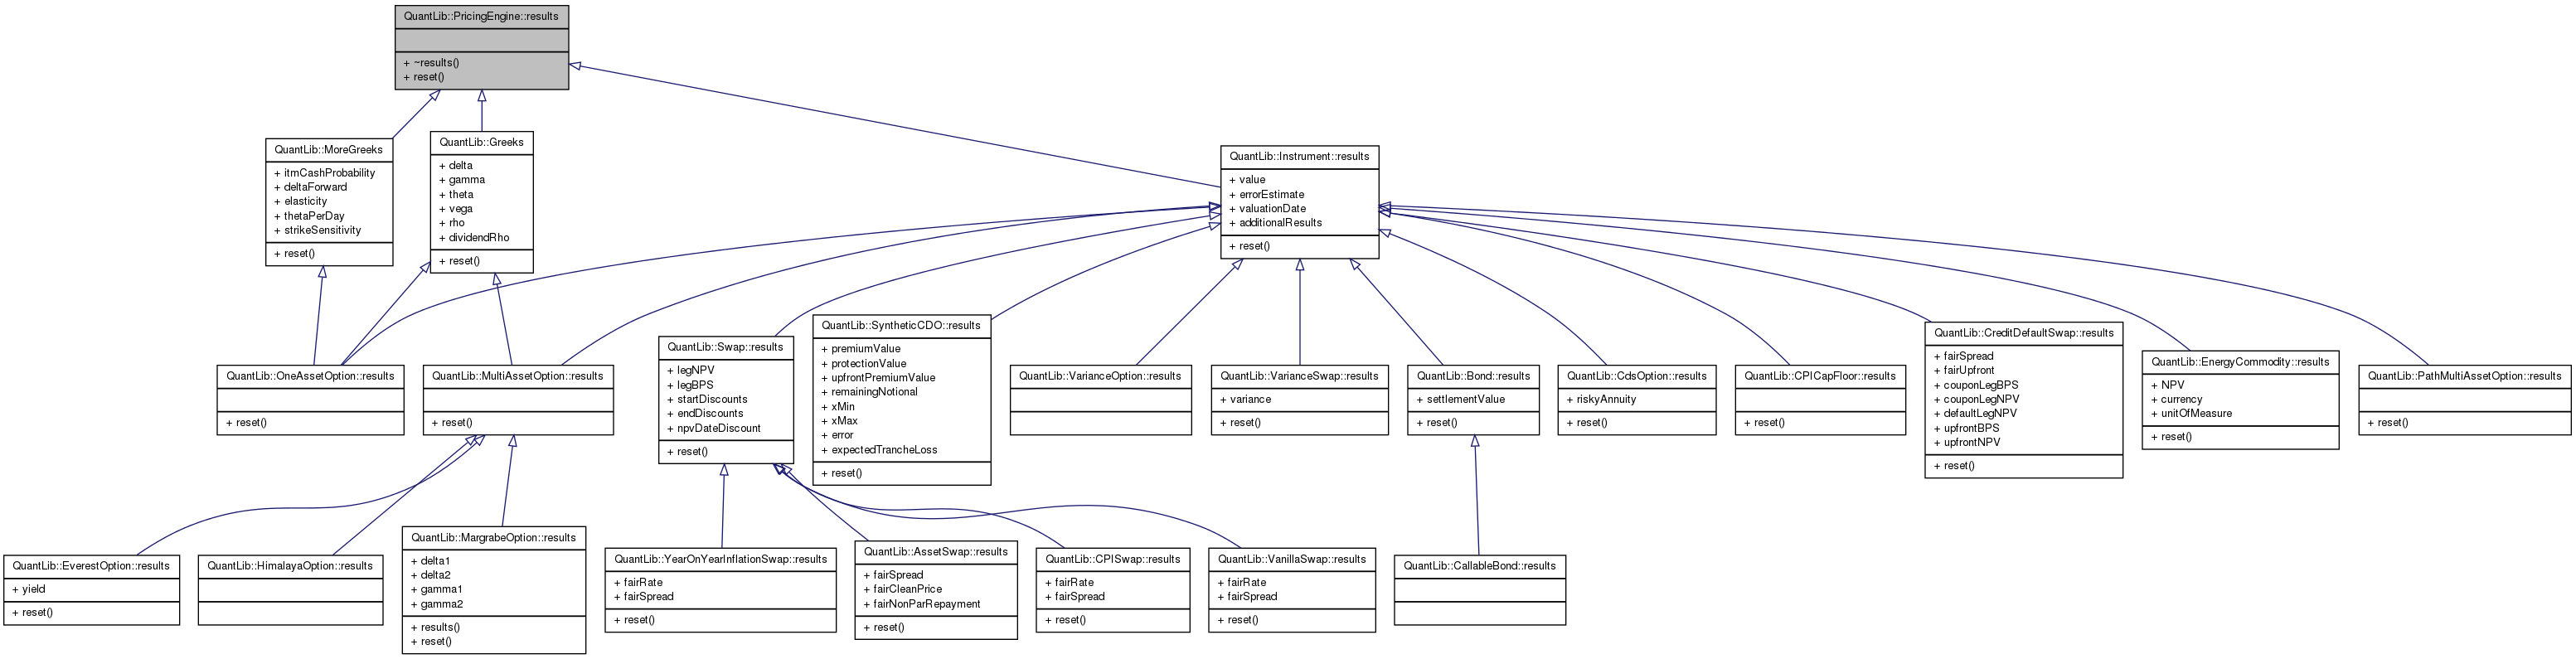 QuantLib::PricingEngine::results
+ ~results()
+ reset()
QuantLib::MoreGreeks
+ itmCashProbability
+ deltaForward
+ elasticity
+ thetaPerDay
+ strikeSensitivity
+ reset()
QuantLib::Greeks
+ delta
+ gamma
+ theta
+ vega
+ rho
+ dividendRho
+ reset()
QuantLib::Instrument::results
+ value
+ errorEstimate
+ valuationDate
+ additionalResults
+ reset()
QuantLib::OneAssetOption::results
+ reset()
QuantLib::MultiAssetOption::results
+ reset()
QuantLib::Swap::results
+ legNPV
+ legBPS
+ startDiscounts
+ endDiscounts
+ npvDateDiscount
+ reset()
QuantLib::SyntheticCDO::results
+ premiumValue
+ protectionValue
+ upfrontPremiumValue
+ remainingNotional
+ xMin
+ xMax
+ error
+ expectedTrancheLoss
+ reset()
QuantLib::VarianceOption::results
QuantLib::VarianceSwap::results
+ variance
+ reset()
QuantLib::Bond::results
+ settlementValue
+ reset()
QuantLib::CdsOption::results
+ riskyAnnuity
+ reset()
QuantLib::CPICapFloor::results
+ reset()
QuantLib::CreditDefaultSwap::results
+ fairSpread
+ fairUpfront
+ couponLegBPS
+ couponLegNPV
+ defaultLegNPV
+ upfrontBPS
+ upfrontNPV
+ reset()
QuantLib::EnergyCommodity::results
+ NPV
+ currency
+ unitOfMeasure
+ reset()
QuantLib::PathMultiAssetOption::results
+ reset()
QuantLib::EverestOption::results
+ yield
+ reset()
QuantLib::HimalayaOption::results
QuantLib::MargrabeOption::results
+ delta1
+ delta2
+ gamma1
+ gamma2
+ results()
+ reset()
QuantLib::YearOnYearInflationSwap::results
+ fairRate
+ fairSpread
+ reset()
QuantLib::AssetSwap::results
+ fairSpread
+ fairCleanPrice
+ fairNonParRepayment
+ reset()
QuantLib::CPISwap::results
+ fairRate
+ fairSpread
+ reset()
QuantLib::VanillaSwap::results
+ fairRate
+ fairSpread
+ reset()
QuantLib::CallableBond::results